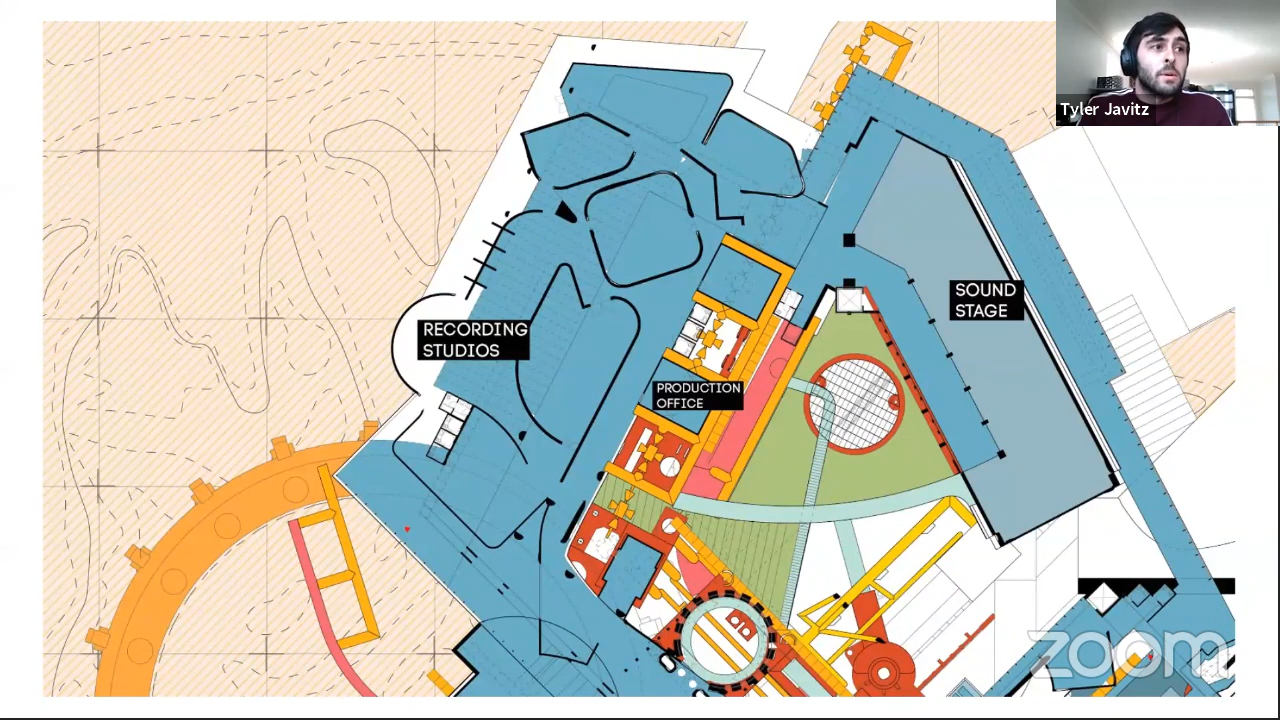 Tyler Javitz
SOUND
STAGE
RECORDING
STUDIOS
PRODUCTION
OFFICE
zoom